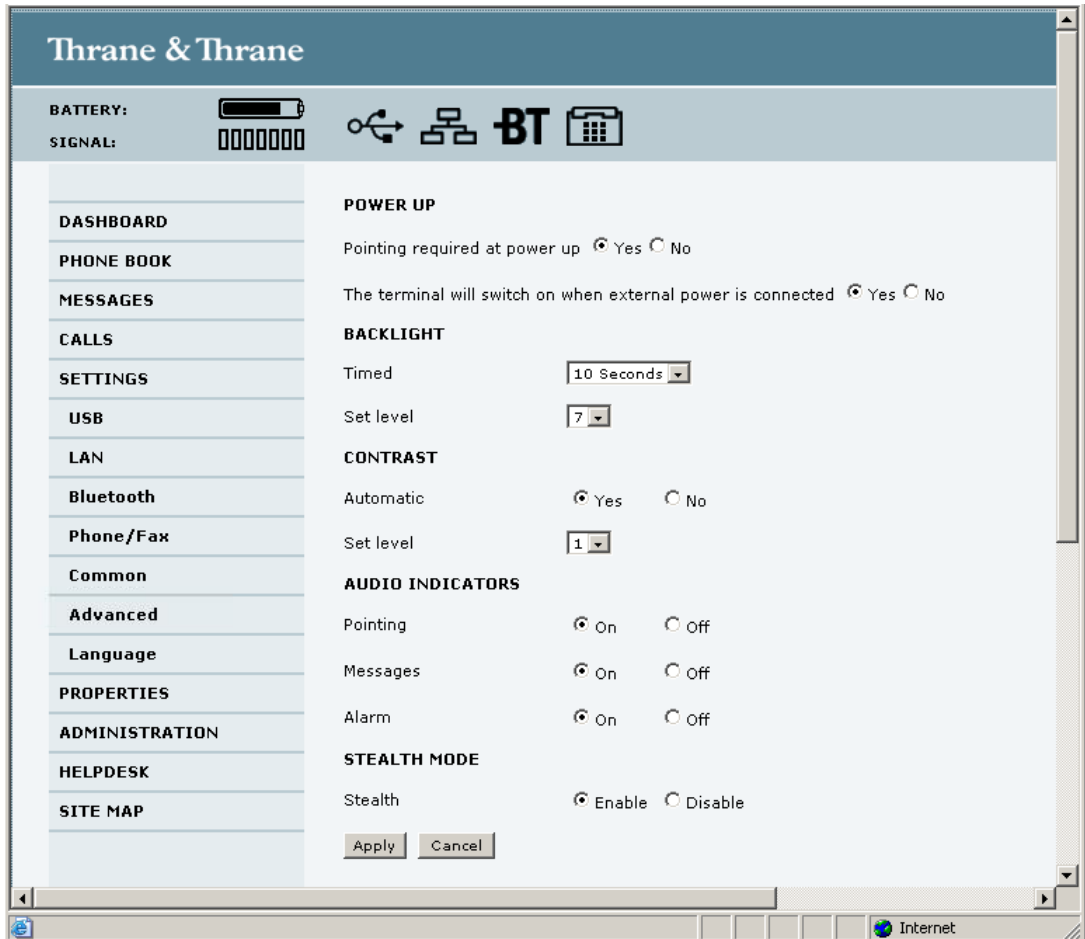 Thrane & Thrane
BATTERY:
SIGNAL:
BT
DASHBOARD
PHONE BOOK
MESSAGES
CALLS
SETTINGS
USB
LAN
Bluetooth
Phone/Fax
Common
Advanced
Language
PROPERTIES
ADMINISTRATION
HELPDESK
SITE MAP
POWER UP
Pointing required at power up Yes No
The terminal will switch on when external power is connected Yes No
BACKLIGHT
Timed 10 Seconds
Set level 7
CONTRAST
Automatic Yes No
Set level 1
AUDIO INDICATORS
Pointing On Off
Messages On Off
Alarm On Off
STEALTH MODE
Stealth Enable Disable
Apply Cancel
Internet